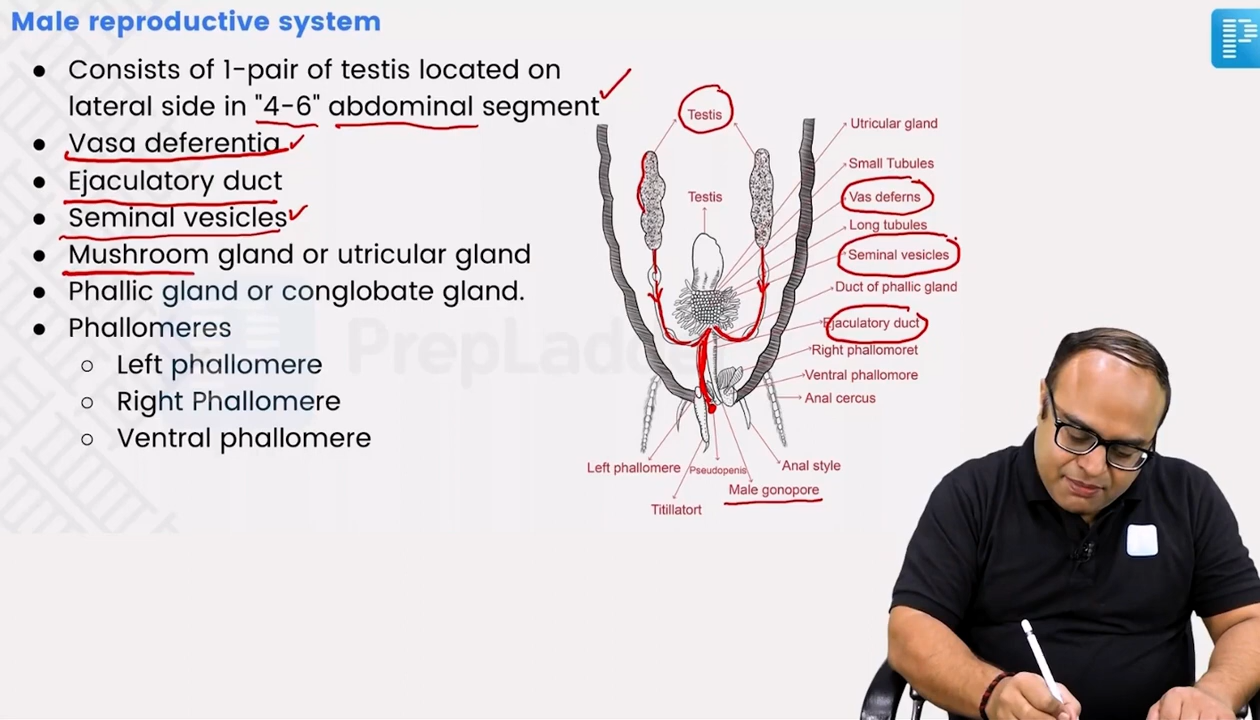 Male reproductive system
● Consists of 1-pair of testis located on
lateral side in "4-6" abdominal segment
● Vasa deferentia
● Ejaculatory duct
● Seminal vesicles
● Mushroom gland or utricular gland
● Phallic gland or conglobate gland.
● Phallomeres
○ Left phallomere
○ Right Phallomere
○ Ventral phallomere
Testis
Utricular gland
Small Tubules
Testis
Vas deferns
Long tubules
Seminal vesicles
Duct of phallic gland
Ejaculatory duct
Right phallomoret
Ventral phallomore
Anal cercus
Left phallomere
Pseudopenis
Anal style
Male gonopore
Titillatort
PrepLadd